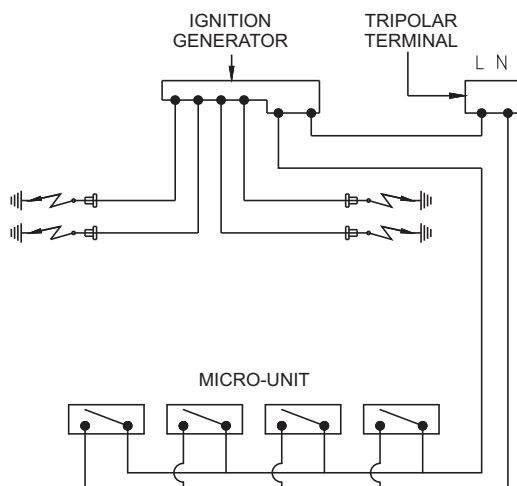 IGNITION
GENERATOR
TRIPOLAR
TERMINAL
L N
MICRO-UNIT